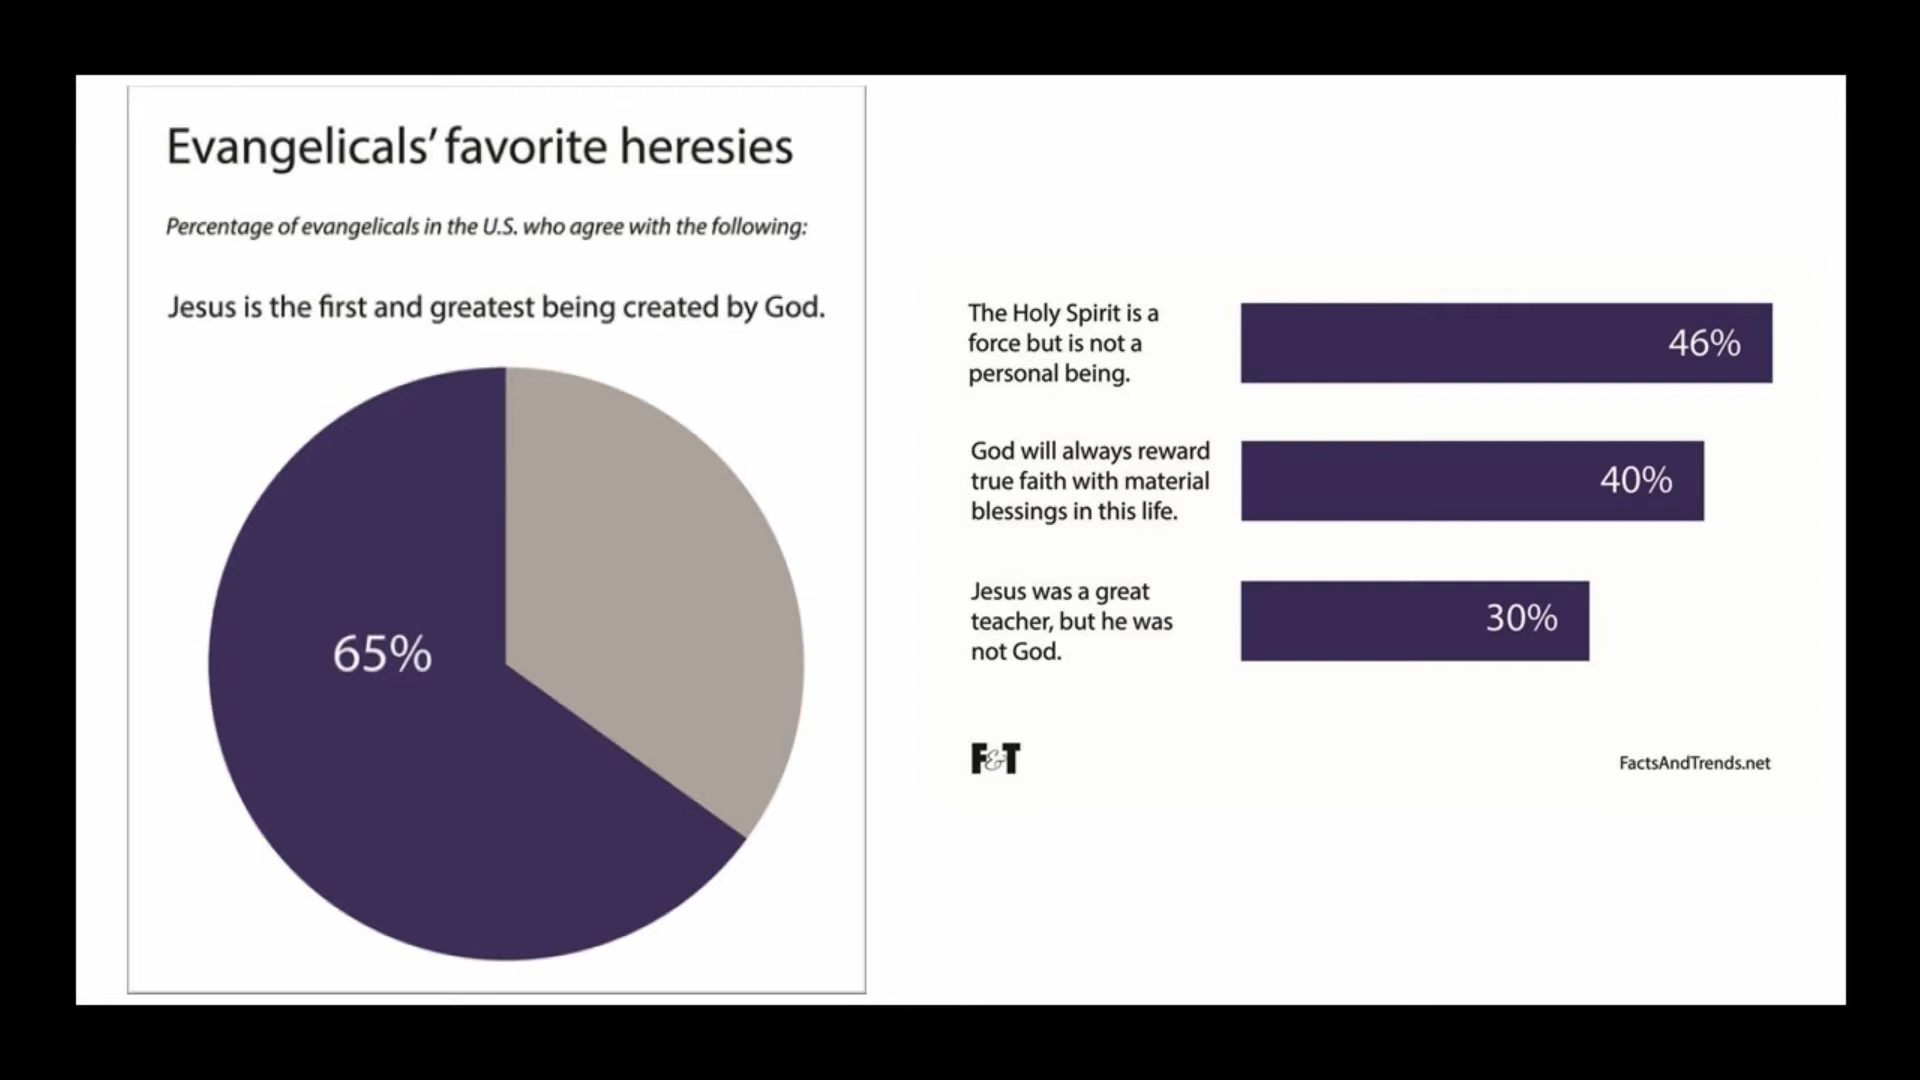 Evangelicals' favorite heresies
Percentage of evangelicals in the U.S. who agree with the following:
Jesus is the first and greatest being created by God.
65%
The Holy Spirit is a
force but is not a
personal being.
46%
God will always reward
true faith with material
blessings in this life.
40%
Jesus was a great
teacher, but he was
not God.
30%
F&T
FactsAndTrends.net